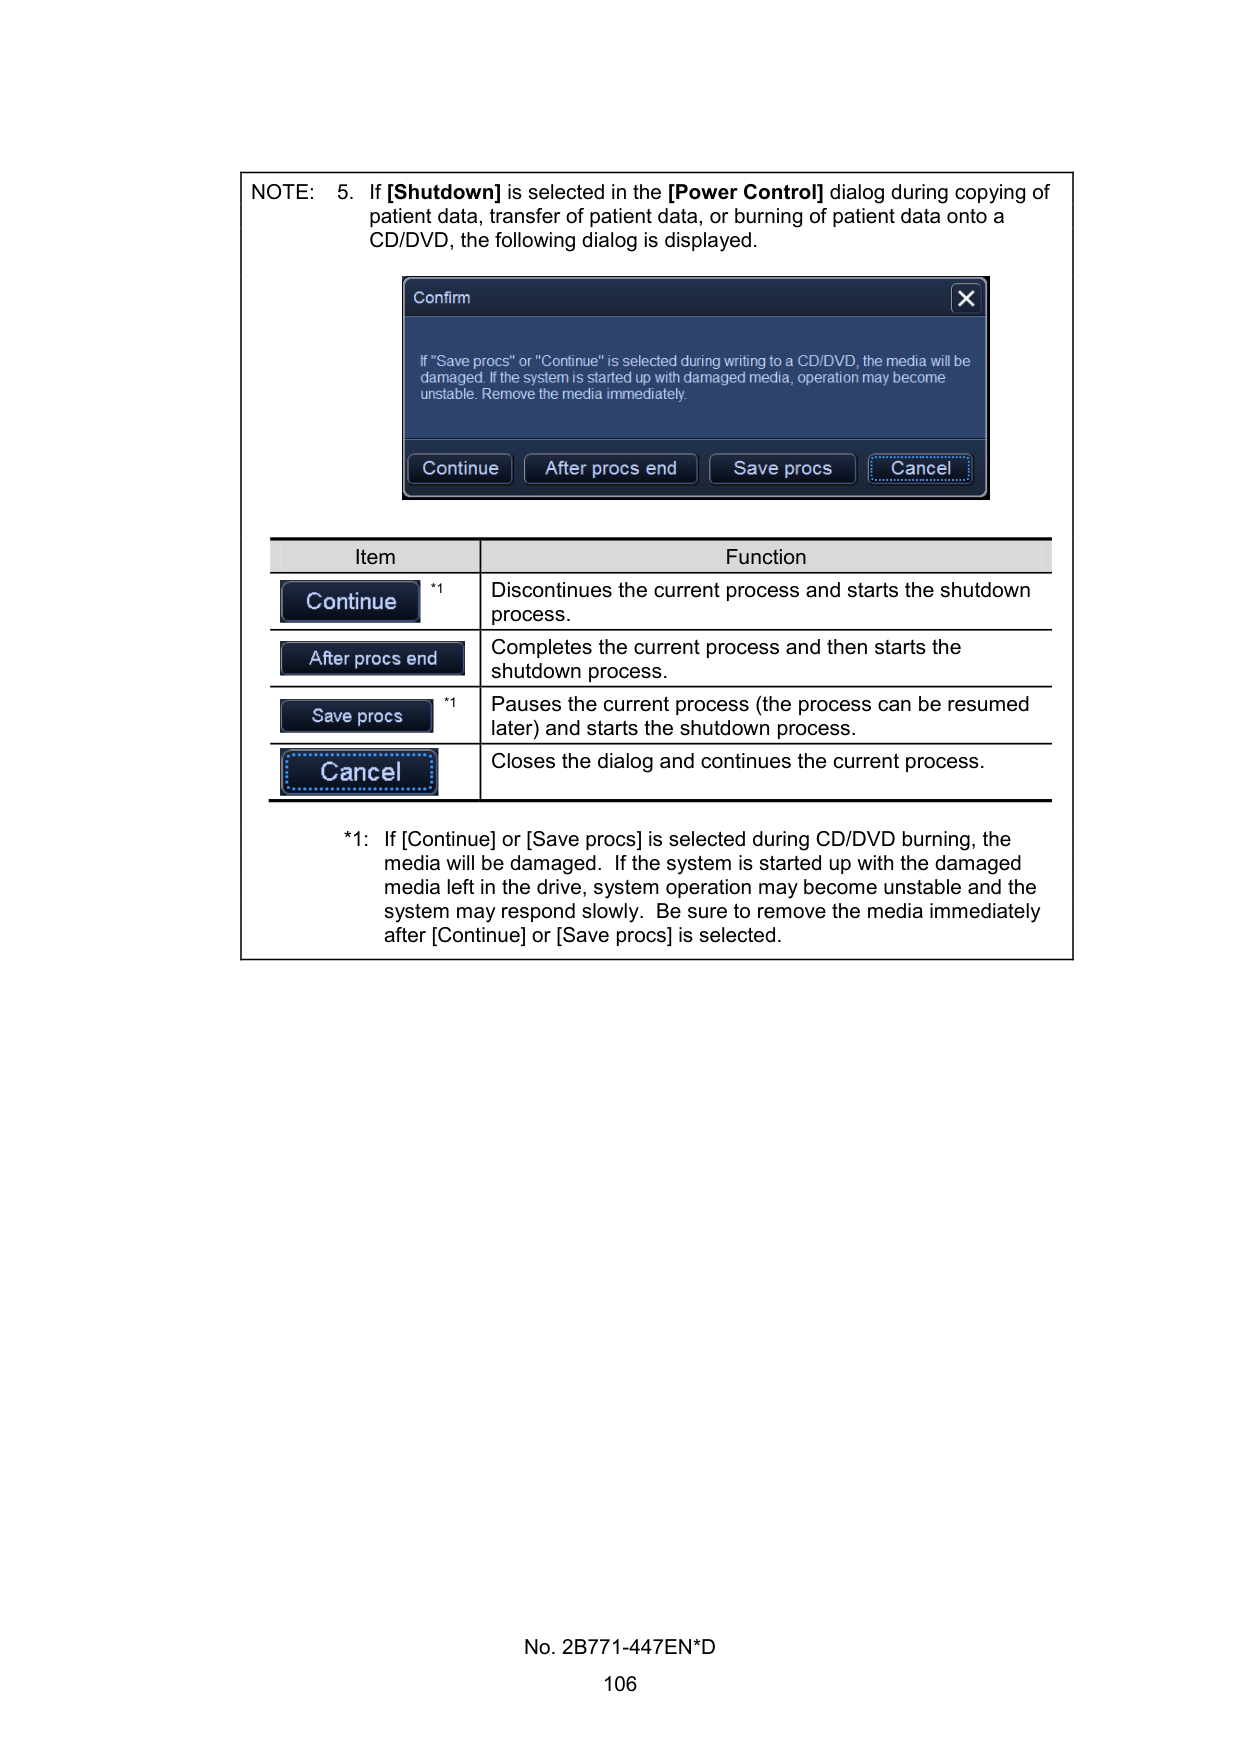 NOTE: 5. If [Shutdown] is selected in the [Power Control] dialog during copying of
patient data, transfer of patient data, or burning of patient data onto a
CD/DVD, the following dialog is displayed.
Confirm
If "Save procs" or "Continue" is selected during writing to a CD/DVD, the media will be
damaged. If the system is started up with damaged media, operation may become
unstable. Remove the media immediately.
Continue After procs end Save procs Cancel
Item Function
Continue *1 Discontinues the current process and starts the shutdown
process.
After procs end Completes the current process and then starts the
shutdown process.
Save procs *1 Pauses the current process (the process can be resumed
later) and starts the shutdown process.
Cancel Closes the dialog and continues the current process.
*1: If [Continue] or [Save procs] is selected during CD/DVD burning, the
media will be damaged. If the system is started up with the damaged
media left in the drive, system operation may become unstable and the
system may respond slowly. Be sure to remove the media immediately
after [Continue] or [Save procs] is selected.
No. 2B771-447EN*D
106